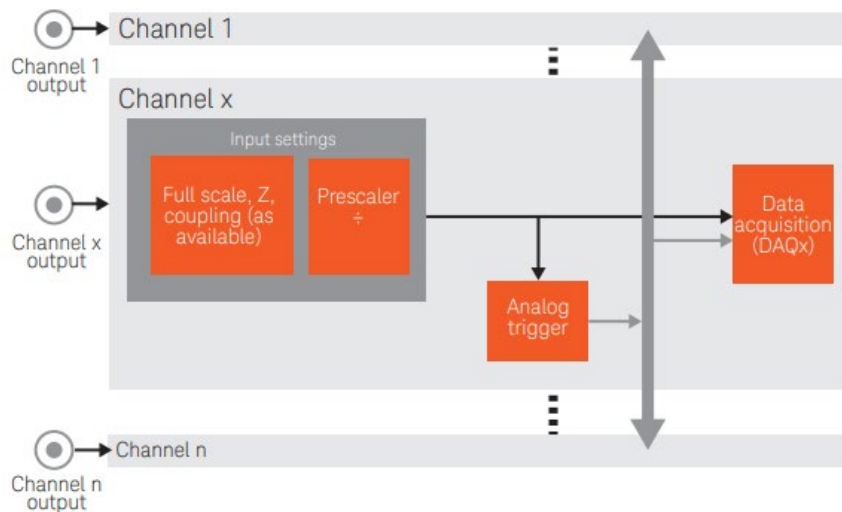 Channel 1
Channel 1
output
Channel x
Input settings
Full scale, Z,
coupling (as
available)
Prescaler
÷
Channel x
output
Data
acquisition
(DAQx)
Analog
trigger
Channel n
Channel n
output